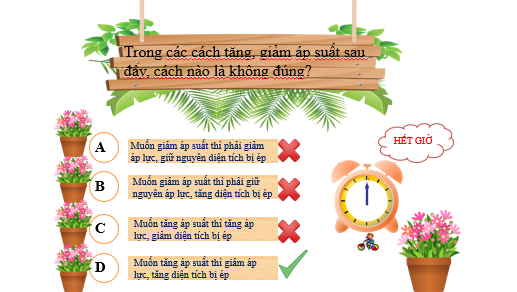 Trong các cách tăng, giảm áp suất sau
đây, cách nào là không đúng?
HẾT GIỜ
A
Muốn giảm áp suất thì phải giảm
áp lực, giữ nguyên diện tích bị ép
B
Muốn giảm áp suất thì phải giữ
nguyên áp lực, tăng diện tích bị ép
C
Muốn tăng áp suất thì tăng áp
lực, giảm diện tích bị ép
D
Muốn tăng áp suất thì giảm áp
lực, tăng diện tích bị ép